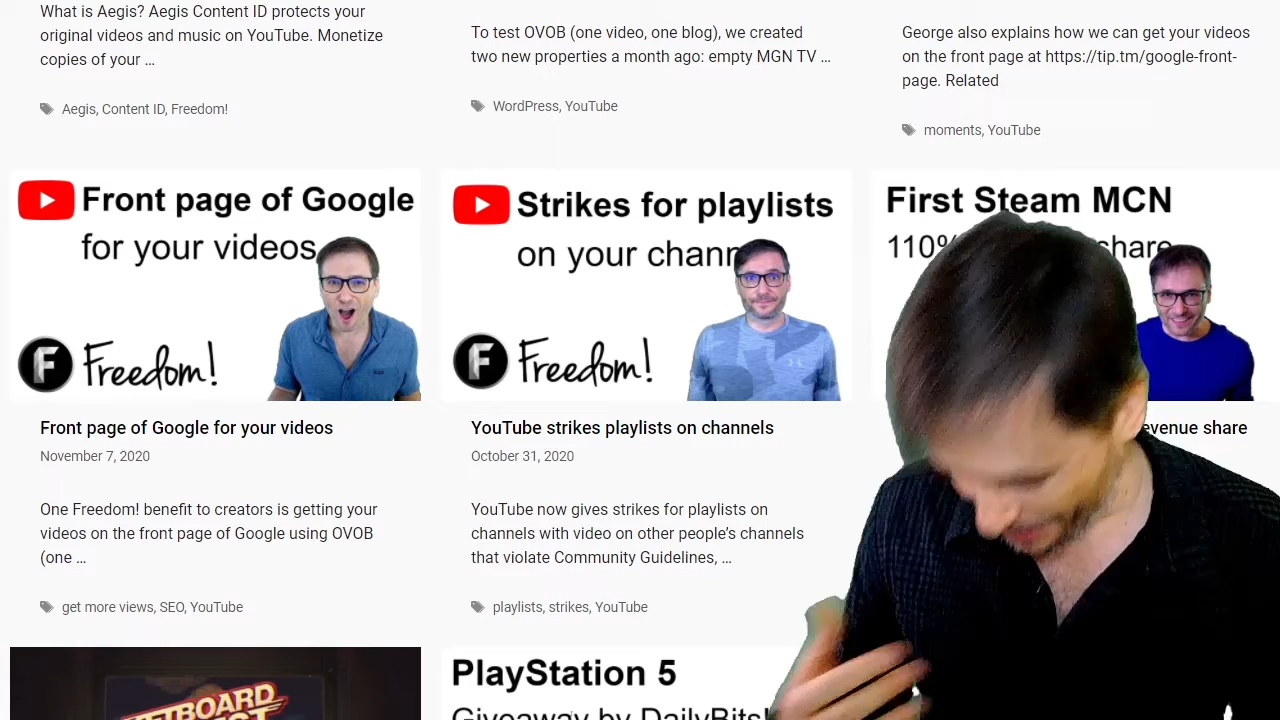 What is Aegis? Aegis Content ID protects your
original videos and music on YouTube. Monetize
copies of your ...
Aegis, Content ID, Freedom!
To test OVOB (one video, one blog), we created
two new properties a month ago: empty MGN TV ...
WordPress, YouTube
George also explains how we can get your videos
on the front page at https://tip.tm/google-front-
page. Related
moments, YouTube
Front page of Google
for your videos
F Freedom!
Front page of Google for your videos
November 7, 2020
One Freedom! benefit to creators is getting your
videos on the front page of Google using OVOB
(one ...
get more views, SEO, YouTube
Strikes for playlists
on your chann
F Freedom!
YouTube strikes playlists on channels
October 31, 2020
YouTube now gives strikes for playlists on
channels with video on other people’s channels
that violate Community Guidelines, ...
playlists, strikes, YouTube
First Steam MCN
110% share
evenue share
PlayStation 5
Giveaway by DailyBits!